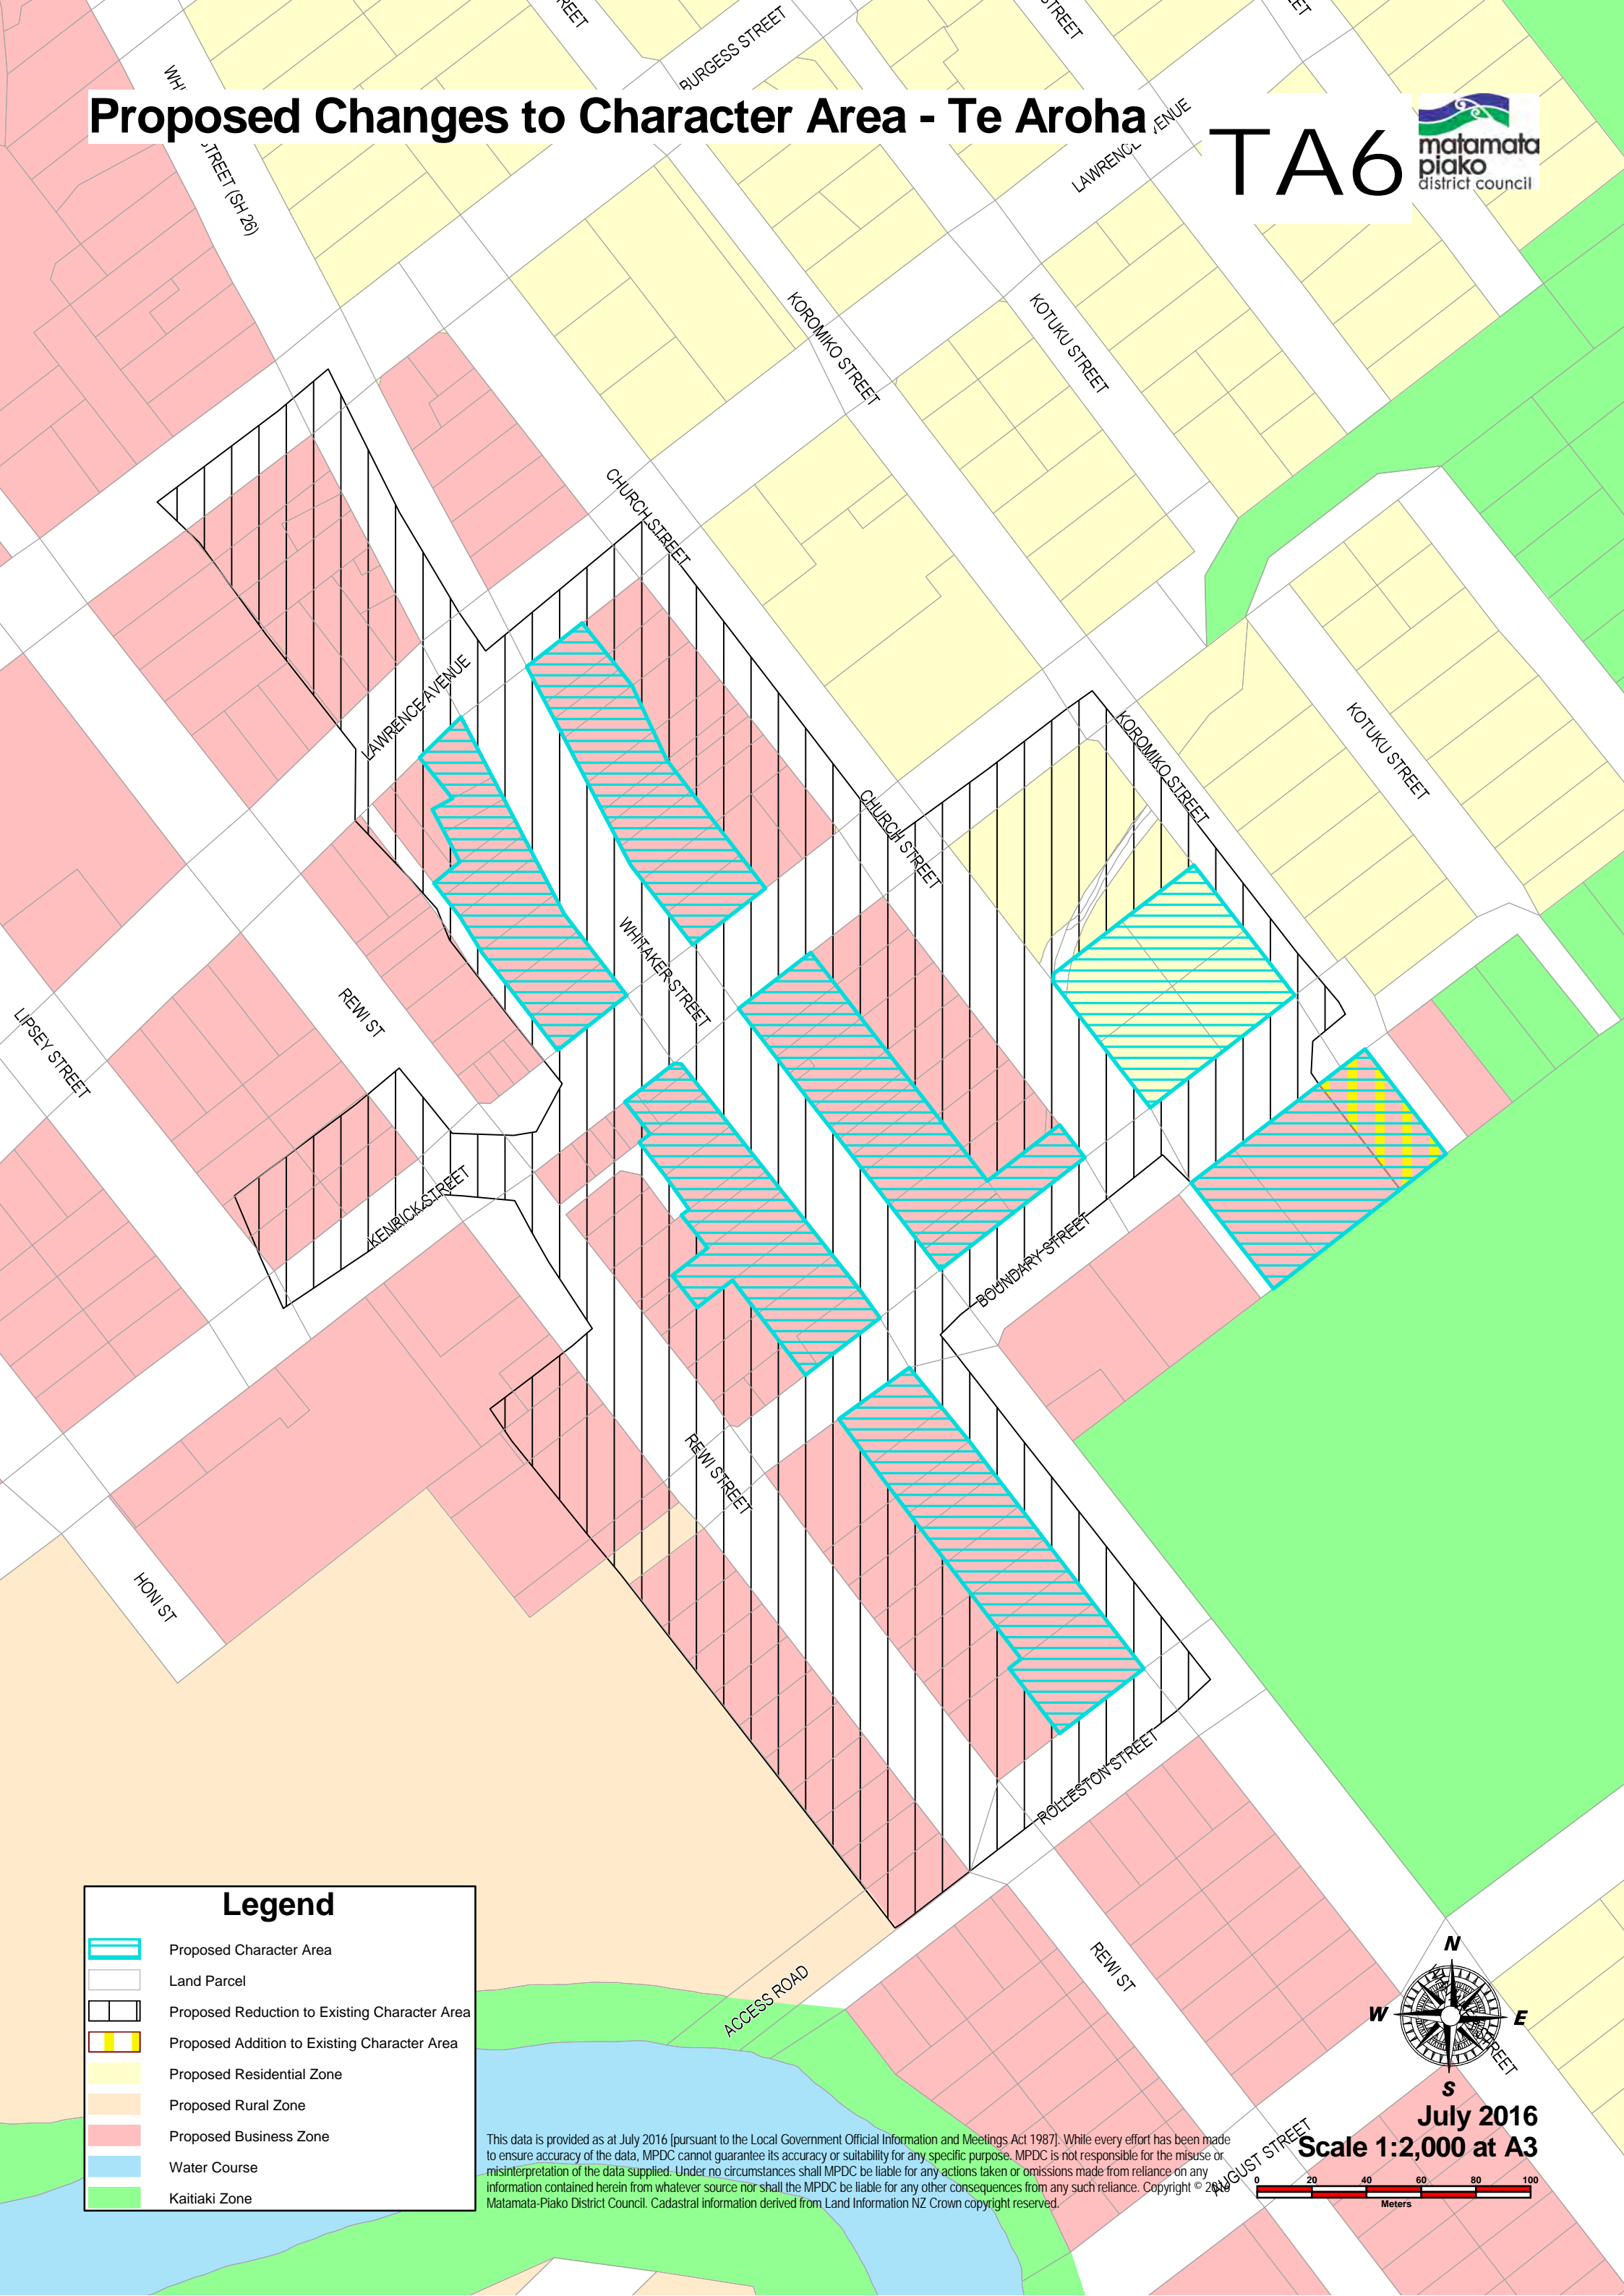 REET
STREET
ET
BURGESS STREET
Proposed Changes to Character Area - Te Aroha
TA6
matamata
piako
district council
LAWRENCE
STREET (SH 26)
KOROMIKO STREET
KOTUKU STREET
CHURCH STREET
LAWRENCE AVENUE
KOROMIKO STREET
KOTUKU STREET
CHURCH STREET
WHITAKER STREET
REWI ST
LIPSEY STREET
KENRICK STREET
BOUNDARY STREET
REWI STREET
HONI ST
ROLLESTON STREET
REWI ST
ACCESS ROAD
Legend
Proposed Character Area
Land Parcel
Proposed Reduction to Existing Character Area
Proposed Addition to Existing Character Area
Proposed Residential Zone
Proposed Rural Zone
Proposed Business Zone
Water Course
Kaitiaki Zone
N
W
E
S
July 2016
Scale 1:2,000 at A3
0 20 40 60 80 100
Meters
AUGUST STREET
This data is provided as at July 2016 [pursuant to the Local Government Official Information and Meetings Act 1987]. While every effort has been made
to ensure accuracy of the data, MPDC cannot guarantee its accuracy or suitability for any specific purpose. MPDC is not responsible for the misuse or
misinterpretation of the data supplied. Under no circumstances shall MPDC be liable for any actions taken or omissions made from reliance on any
information contained herein from whatever source nor shall the MPDC be liable for any other consequences from any such reliance. Copyright © 2016
Matamata-Piako District Council. Cadastral information derived from Land Information NZ Crown copyright reserved.